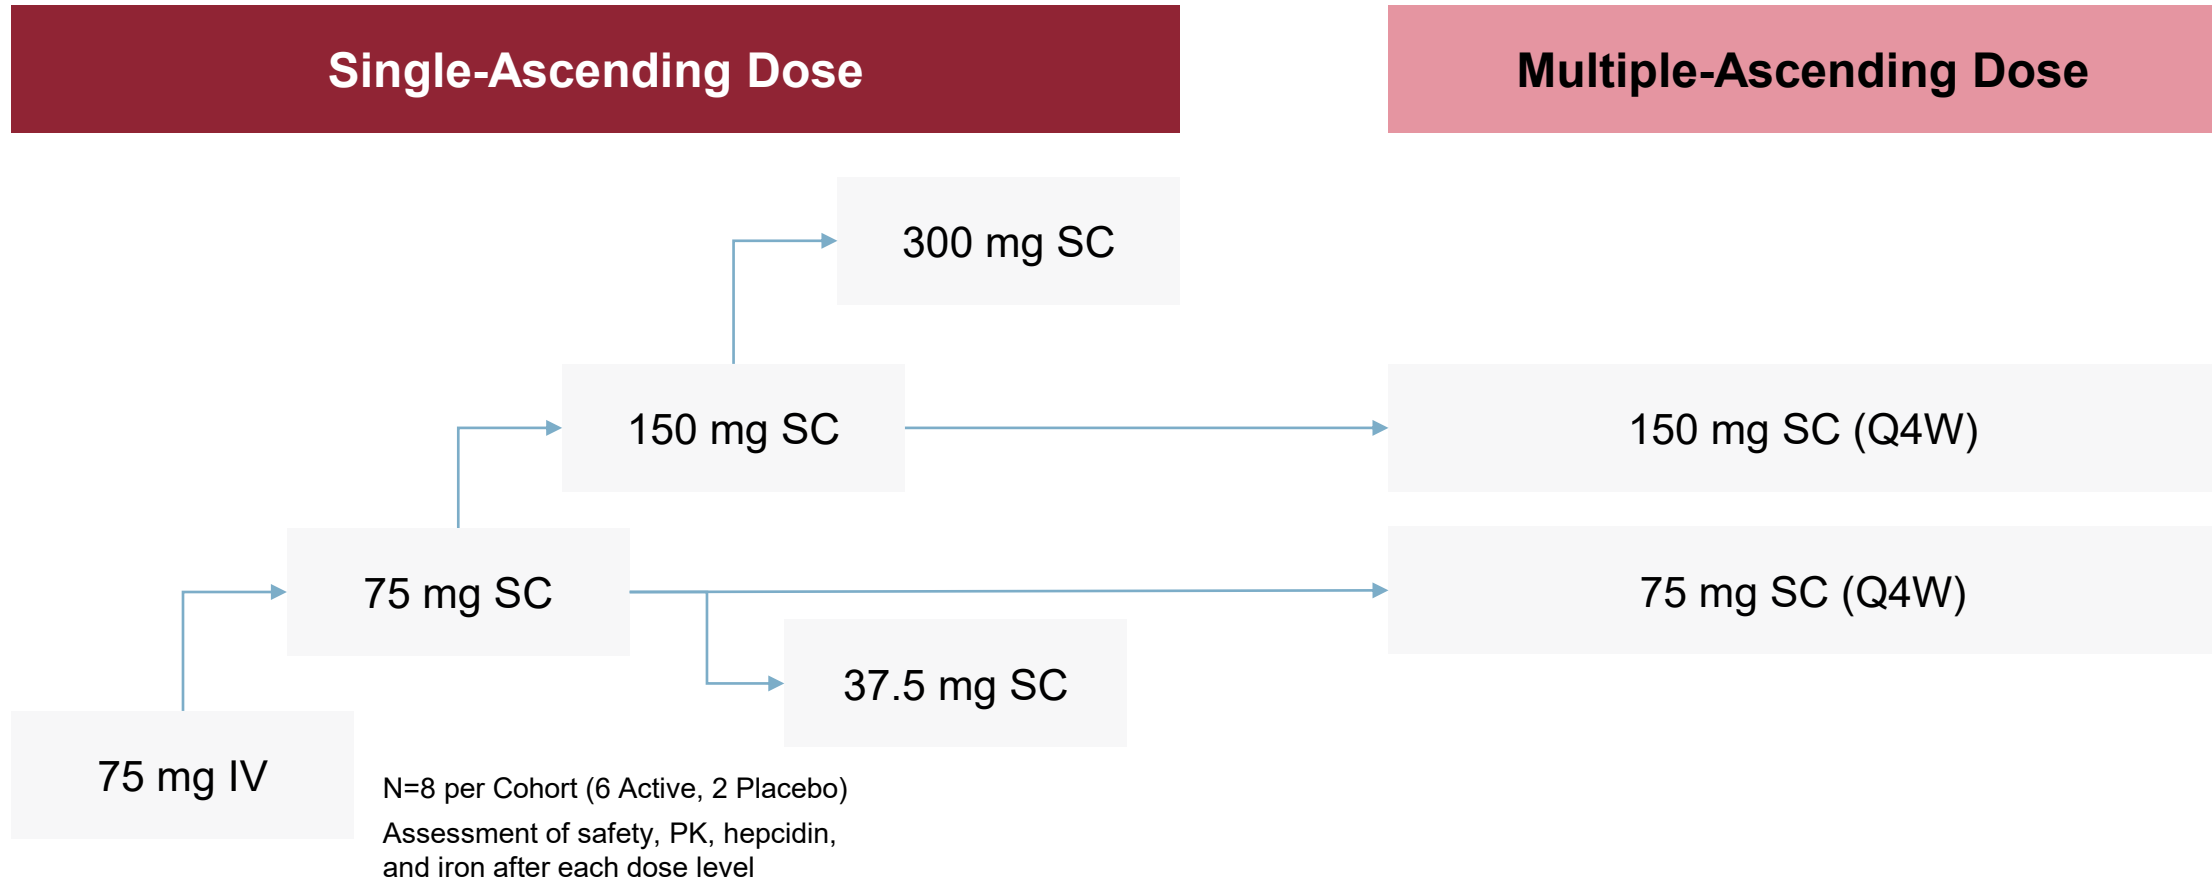 Single-Ascending Dose
Multiple-Ascending Dose
300 mg SC
150 mg SC
150 mg SC (Q4W)
75 mg SC
75 mg SC (Q4W)
37.5 mg SC
75 mg IV
N=8 per Cohort (6 Active, 2 Placebo)
Assessment of safety, PK, hepcidin,
and iron after each dose level